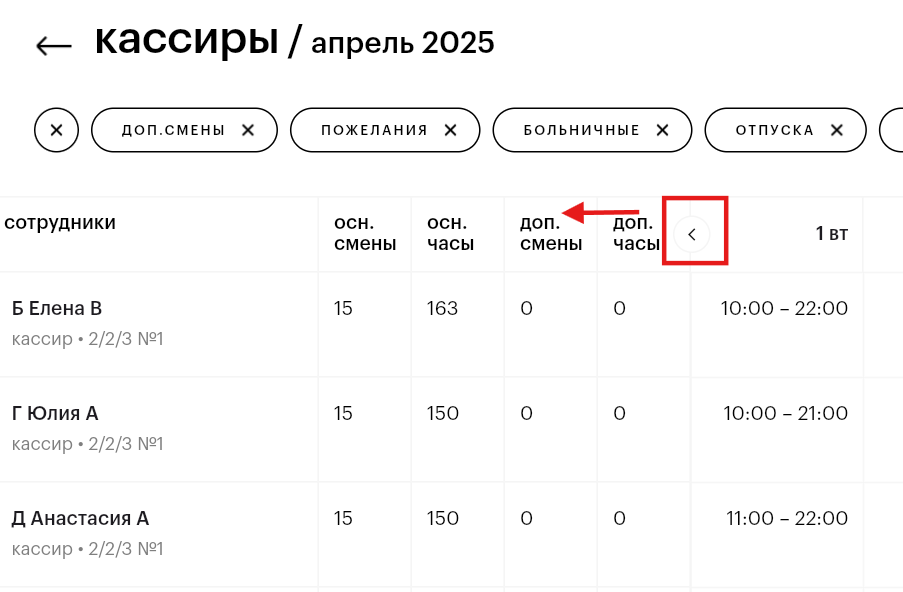 кассиры / апрель 2025
ДОП.СМЕНЫ ПОЖЕЛАНИЯ БОЛЬНИЧНЫЕ ОТПУСКА
сотрудники осн. смены осн. часы доп. смены доп. часы 1 вт
Б Елена В 15 163 0 0 10:00 – 22:00
кассир • 2/2/3 №1
Г Юлия А 15 150 0 0 10:00 – 21:00
кассир • 2/2/3 №1
Д Анастасия А 15 150 0 0 11:00 – 22:00
кассир • 2/2/3 №1